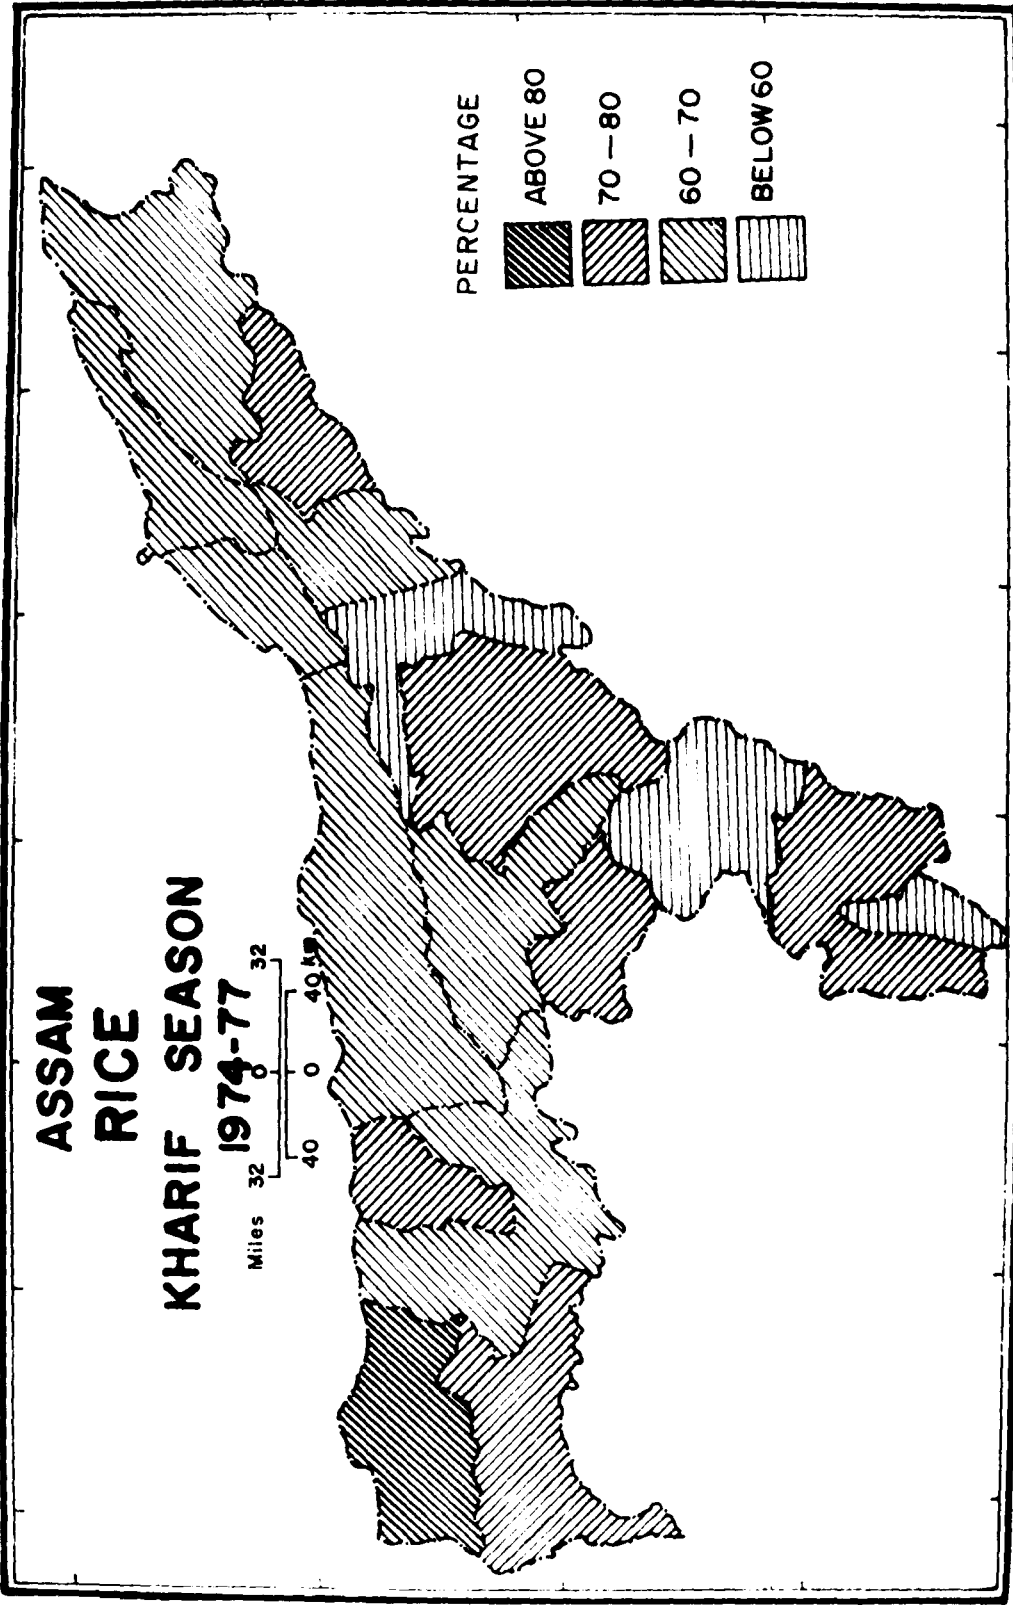 ASSAM
RICE
KHARIF SEASON
1974-77
Miles 32 0 32
40 0 40 KM
PERCENTAGE
ABOVE 80
70 — 80
60 — 70
BELOW 60